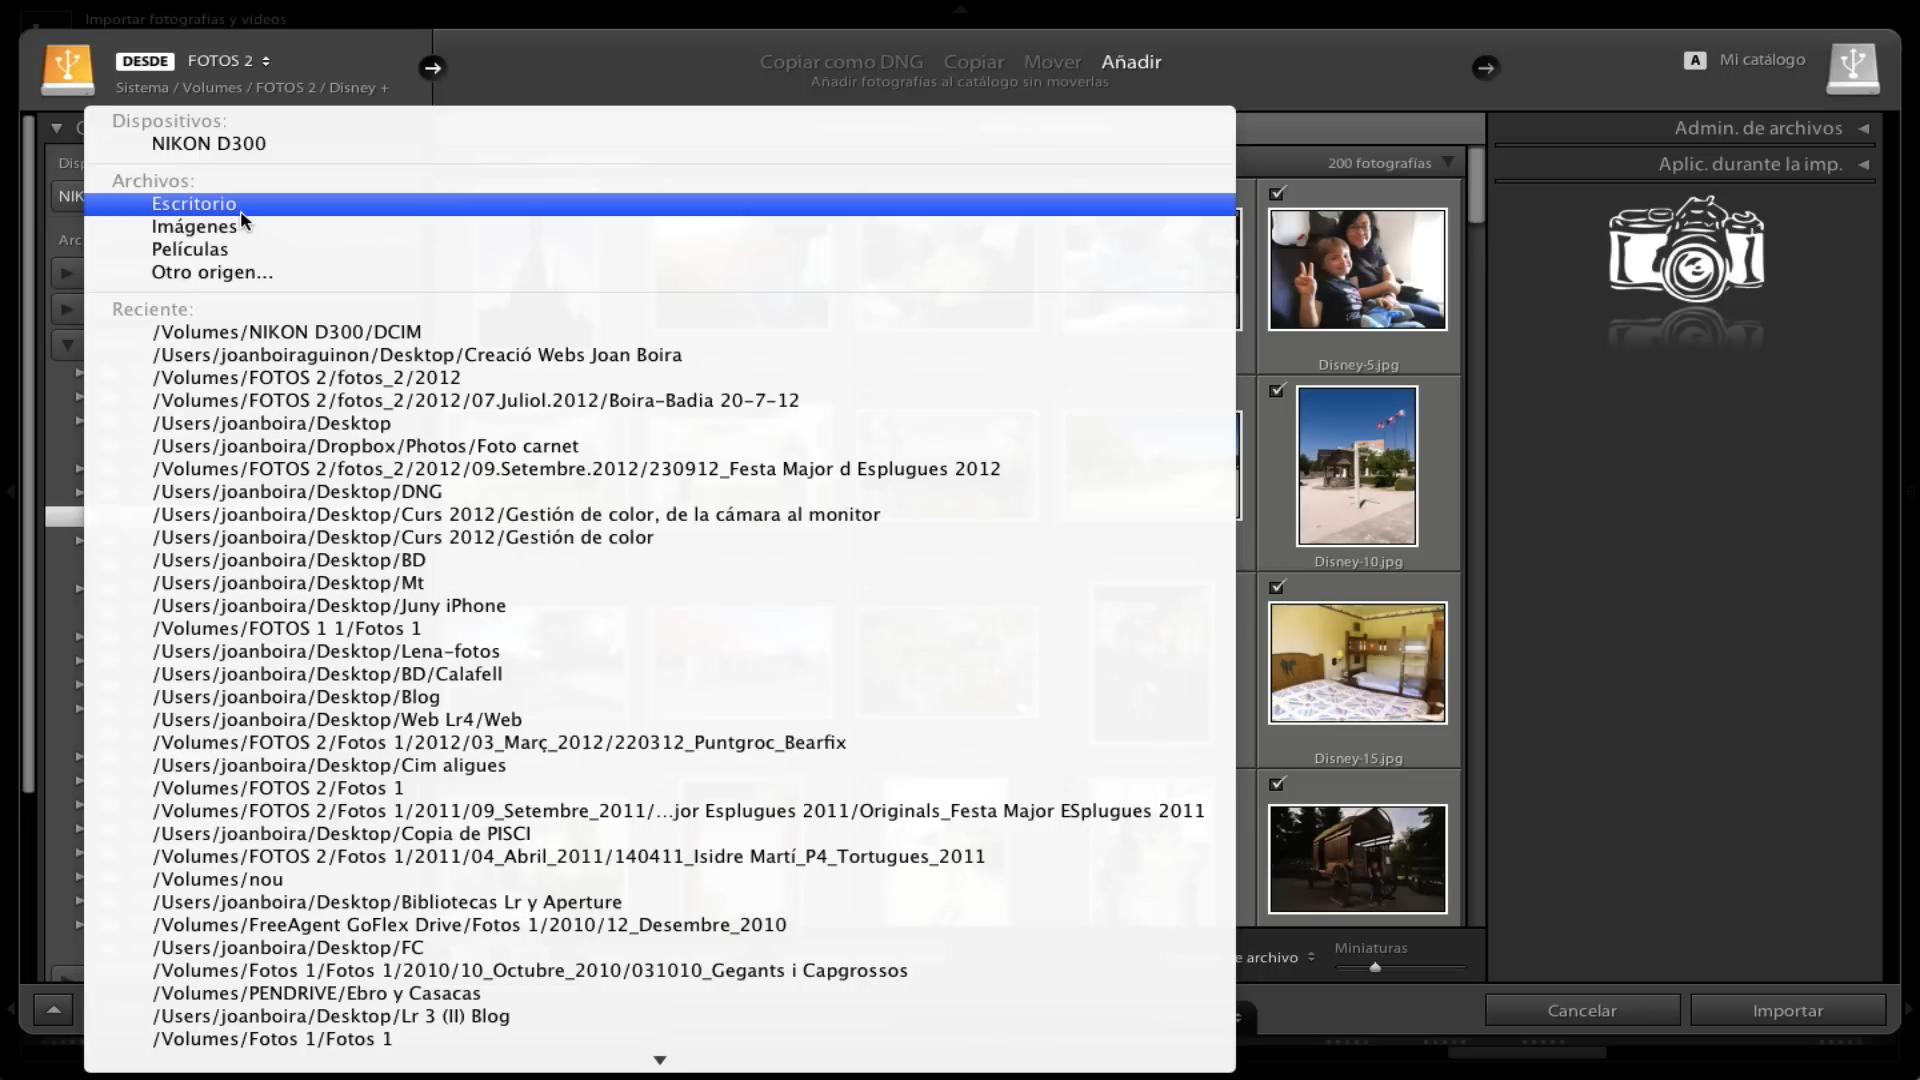 Importar fotografías y vídeos
DESDE FOTOS 2
Sistema / Volumes / FOTOS 2 / Disney +
Copiar como DNG Copiar Mover Añadir
Añadir fotografías al catálogo sin moverlas
A Mi catálogo
Dispositivos:
NIKON D300
Archivos:
Escritorio
Imágenes
Películas
Otro origen...
Reciente:
/Volumes/NIKON D300/DCIM
/Users/joanboiraguinon/Desktop/Creació Webs Joan Boira
/Volumes/FOTOS 2/fotos_2/2012
/Volumes/FOTOS 2/fotos_2/2012/07.Juliol.2012/Boira-Badia 20-7-12
/Users/joanboira/Desktop
/Users/joanboira/Dropbox/Photos/Foto carnet
/Volumes/FOTOS 2/fotos_2/2012/09.Setembre.2012/230912_Festa Major d Esplugues 2012
/Users/joanboira/Desktop/DNG
/Users/joanboira/Desktop/Curs 2012/Gestión de color, de la cámara al monitor
/Users/joanboira/Desktop/Curs 2012/Gestión de color
/Users/joanboira/Desktop/BD
/Users/joanboira/Desktop/Mt
/Users/joanboira/Desktop/Juny iPhone
/Volumes/FOTOS 1 1/Fotos 1
/Users/joanboira/Desktop/Lena-fotos
/Users/joanboira/Desktop/BD/Calafell
/Users/joanboira/Desktop/Blog
/Users/joanboira/Desktop/Web Lr4/Web
/Volumes/FOTOS 2/Fotos 1/2012/03_Març_2012/220312_Puntgroc_Bearfix
/Users/joanboira/Desktop/Cim aligues
/Volumes/FOTOS 2/Fotos 1
/Volumes/FOTOS 2/Fotos 1/2011/09_Setembre_2011/...jor Esplugues 2011/Originals_Festa Major ESplugues 2011
/Users/joanboira/Desktop/Copia de PISCI
/Volumes/FOTOS 2/Fotos 1/2011/04_Abril_2011/140411_Isidre Martí_P4_Tortugues_2011
/Volumes/nou
/Users/joanboira/Desktop/Bibliotecas Lr y Aperture
/Volumes/FreeAgent GoFlex Drive/Fotos 1/2010/12_Desembre_2010
/Users/joanboira/Desktop/FC
/Volumes/Fotos 1/Fotos 1/2010/10_Octubre_2010/031010_Gegants i Capgrossos
/Volumes/PENDRIVE/Ebro y Casacas
/Users/joanboira/Desktop/Lr 3 (II) Blog
/Volumes/Fotos 1/Fotos 1
Disp
NIK
Arc
200 fotografías
Disney-5.jpg
Disney-10.jpg
Disney-15.jpg
e archivo
Miniaturas
Admin. de archivos
Aplic. durante la imp.
Cancelar
Importar